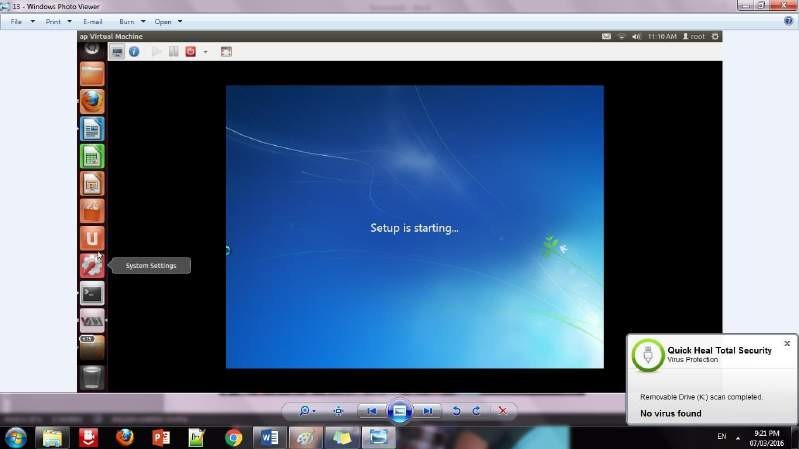 13 - Windows Photo Viewer
File Print E-mail Burn Open
ap Virtual Machine
11:10 AM root
Setup is starting...
U
System Settings
Quick Heal Total Security
Virus Protection
Removable Drive (K:) scan completed.
No virus found
EN
9:21 PM
07/03/2016